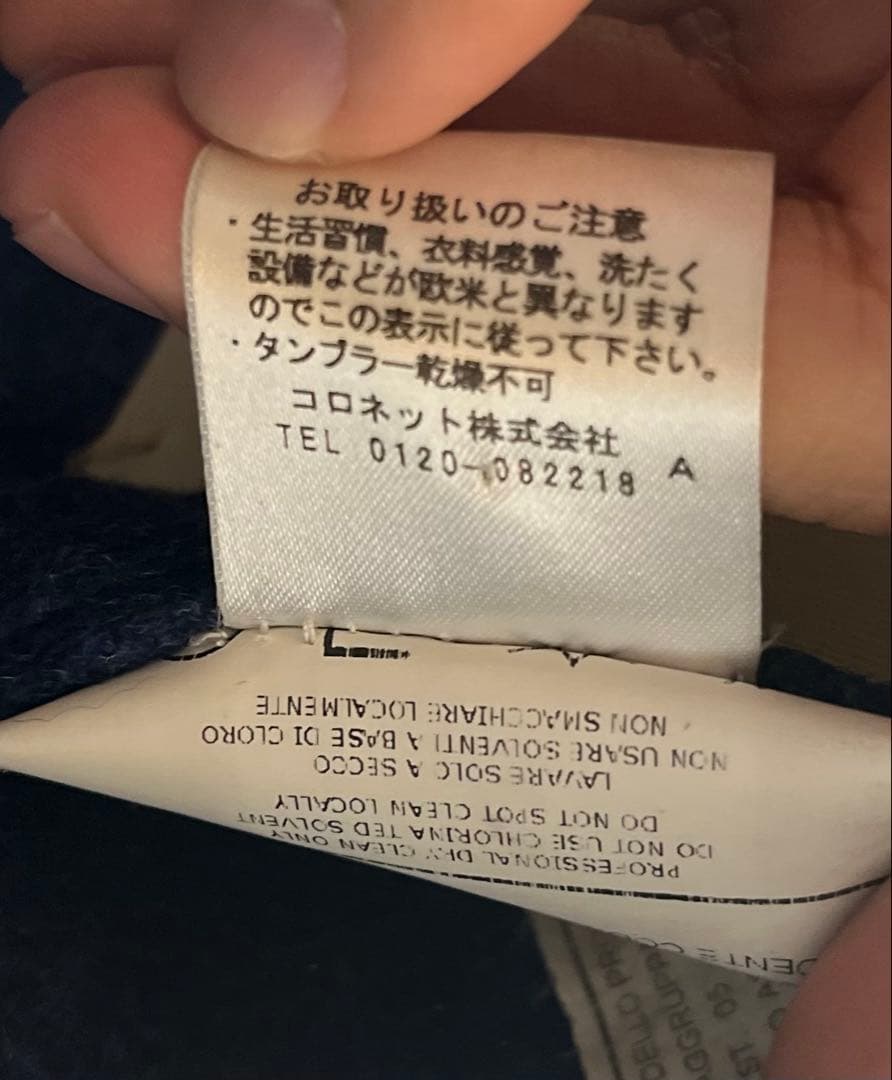 お取り扱いのご注意
・生活習慣、衣料感覚、洗たく
設備などが欧米と異なります
のでこの表示に従って下さい。
・タンブラー乾燥不可
コロネット株式会社
TEL 0120-082218 A
PROFESSIONAL DRY CLEAN ONLY
DO NOT USE CHLORINATED SOLVENT
DO NOT SPOT CLEAN LOCALLY
LAVARE SOLO A SECCO
NON USARE SOLVENTI A BASE DI CLORO
NON SMACCHIARE LOCALMENTE